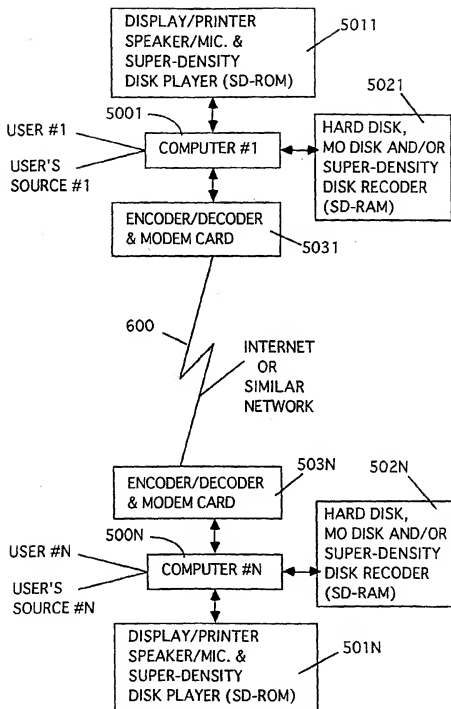 DISPLAY/PRINTER
SPEAKER/MIC. &
SUPER-DENSITY
DISK PLAYER (SD-ROM)
5011
5001
5021
USER #1
USER'S
SOURCE #1
COMPUTER #1
HARD DISK,
MO DISK AND/OR
SUPER-DENSITY
DISK RECODER
(SD-RAM)
ENCODER/DECODER
& MODEM CARD
5031
600
INTERNET
OR
SIMILAR
NETWORK
ENCODER/DECODER
& MODEM CARD
503N
502N
500N
USER #N
USER'S
SOURCE #N
COMPUTER #N
HARD DISK,
MO DISK AND/OR
SUPER-DENSITY
DISK RECODER
(SD-RAM)
DISPLAY/PRINTER
SPEAKER/MIC. &
SUPER-DENSITY
DISK PLAYER (SD-ROM)
501N